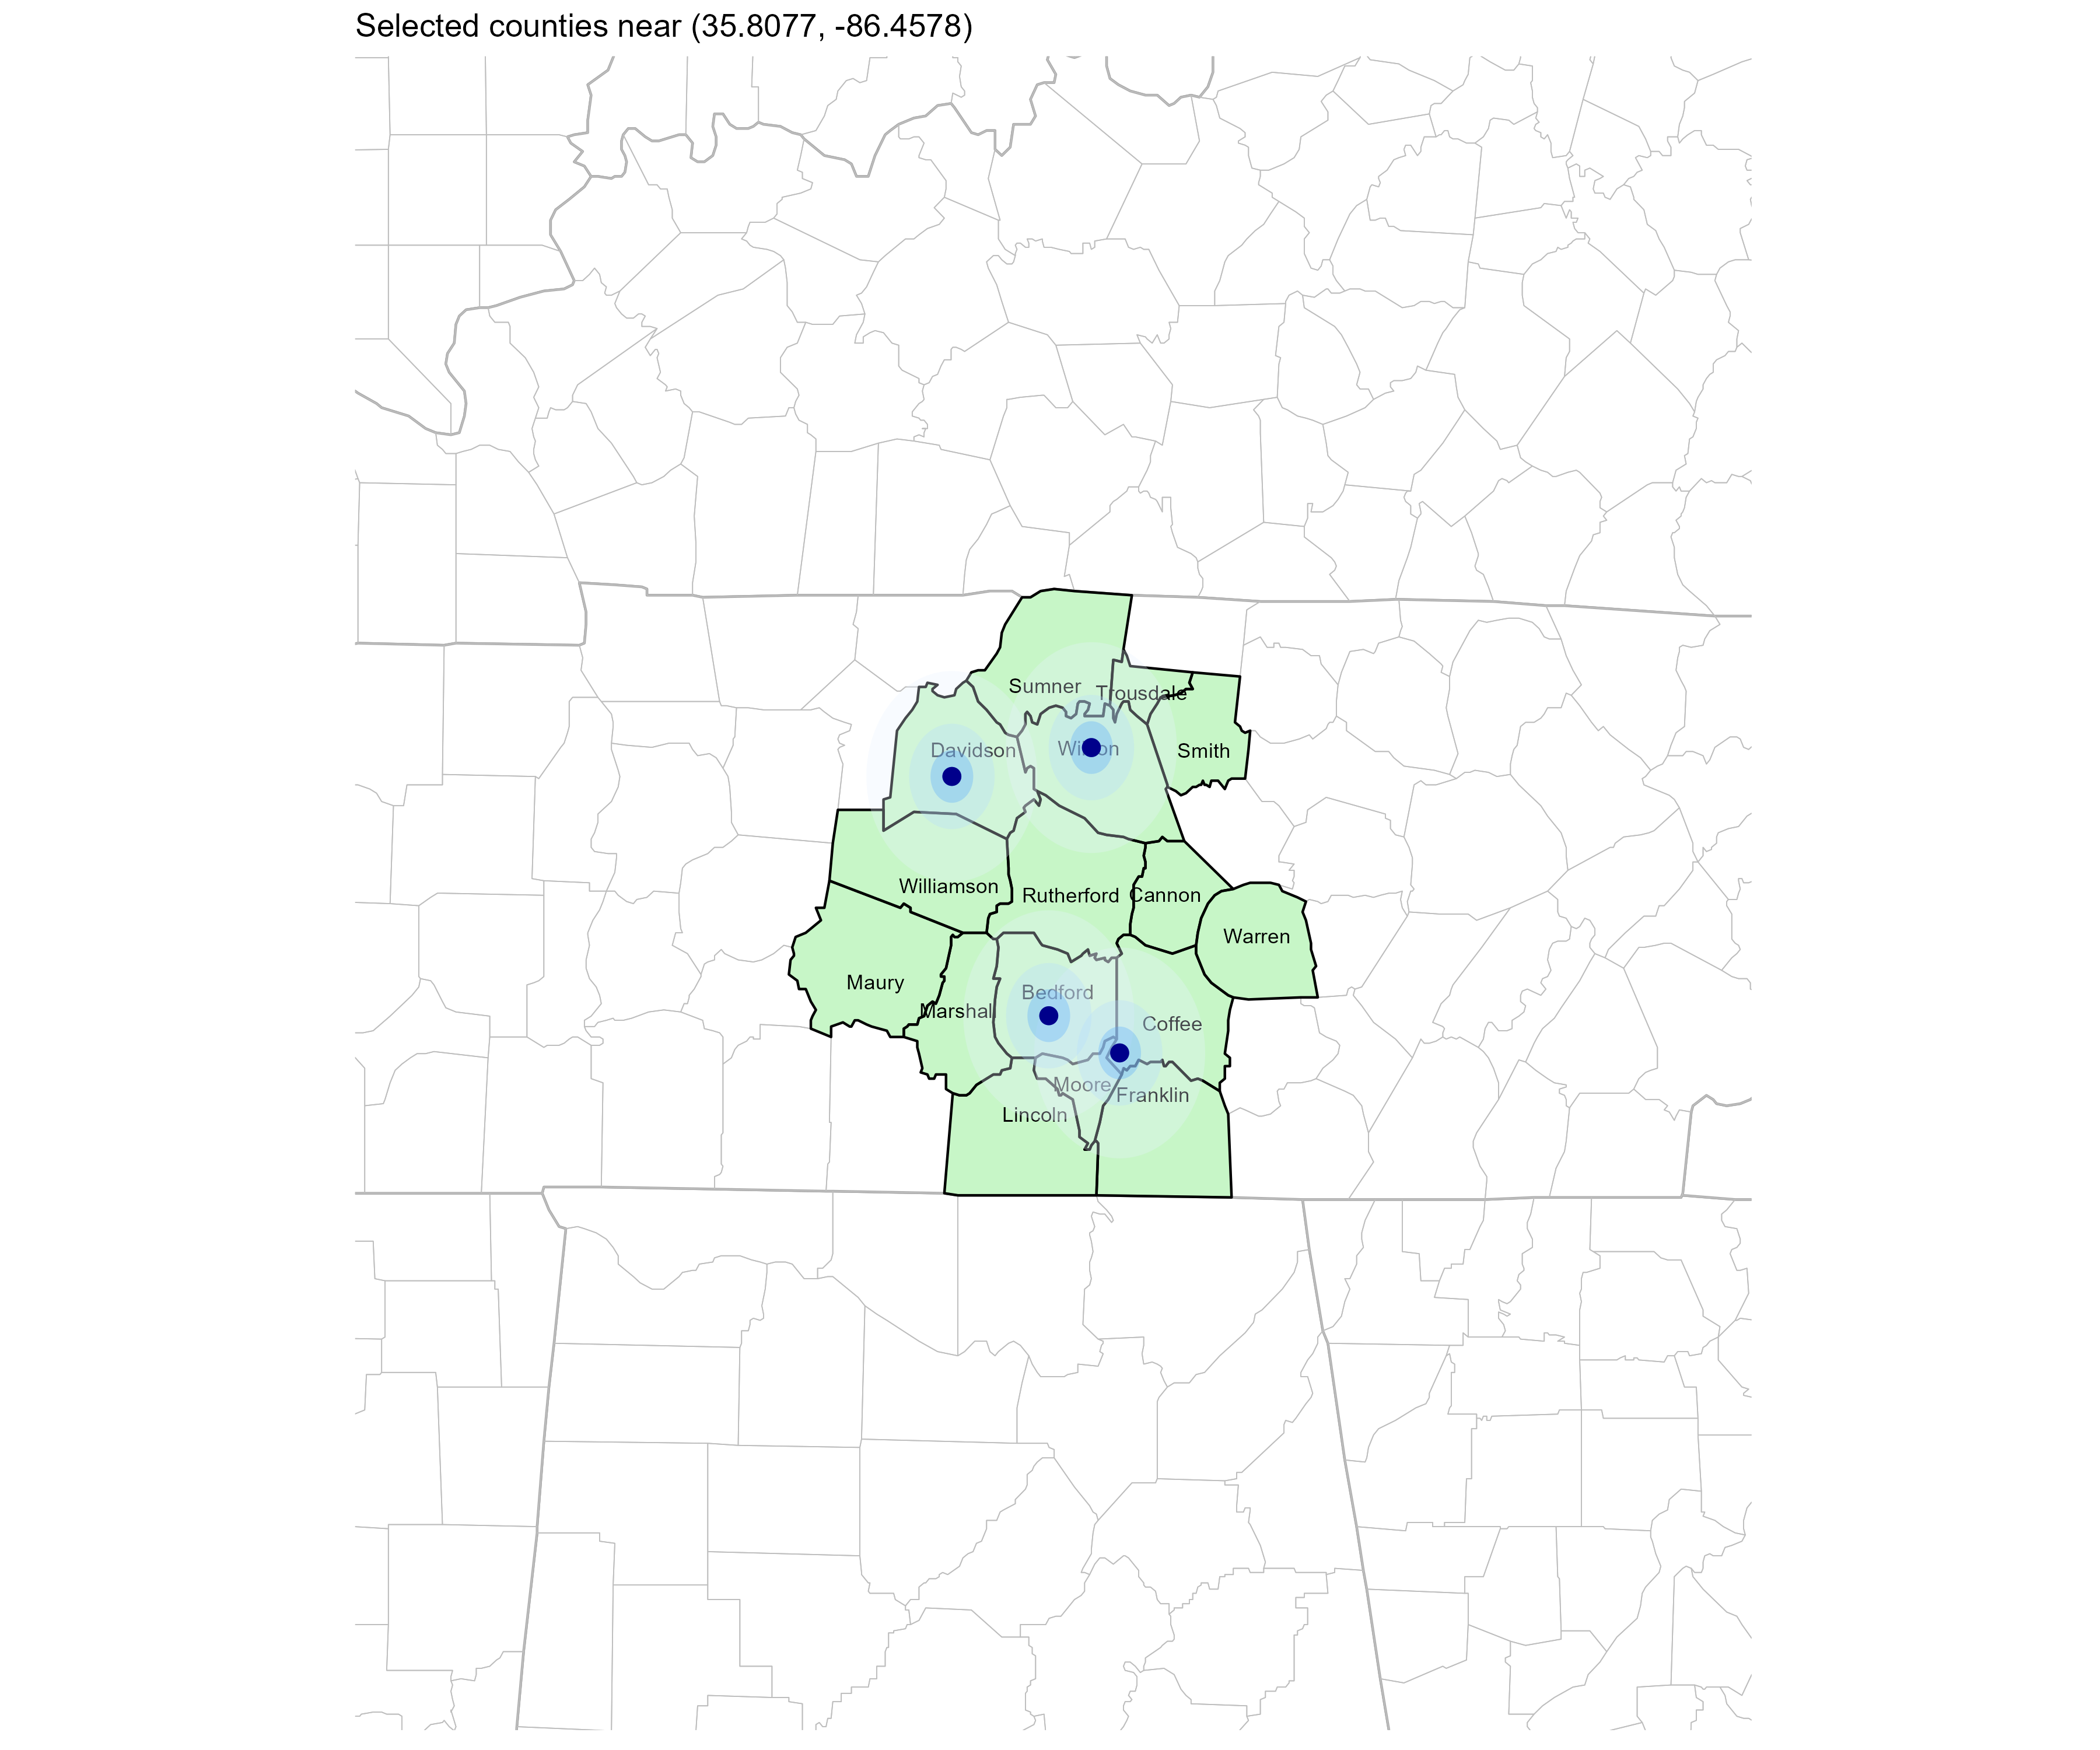 Selected counties near (35.8077, -86.4578)
Sumner
Trousdale
Davidson
Wilson
Smith
Williamson
Rutherford
Cannon
Warren
Maury
Bedford
Marshall
Coffee
Moore
Franklin
Lincoln